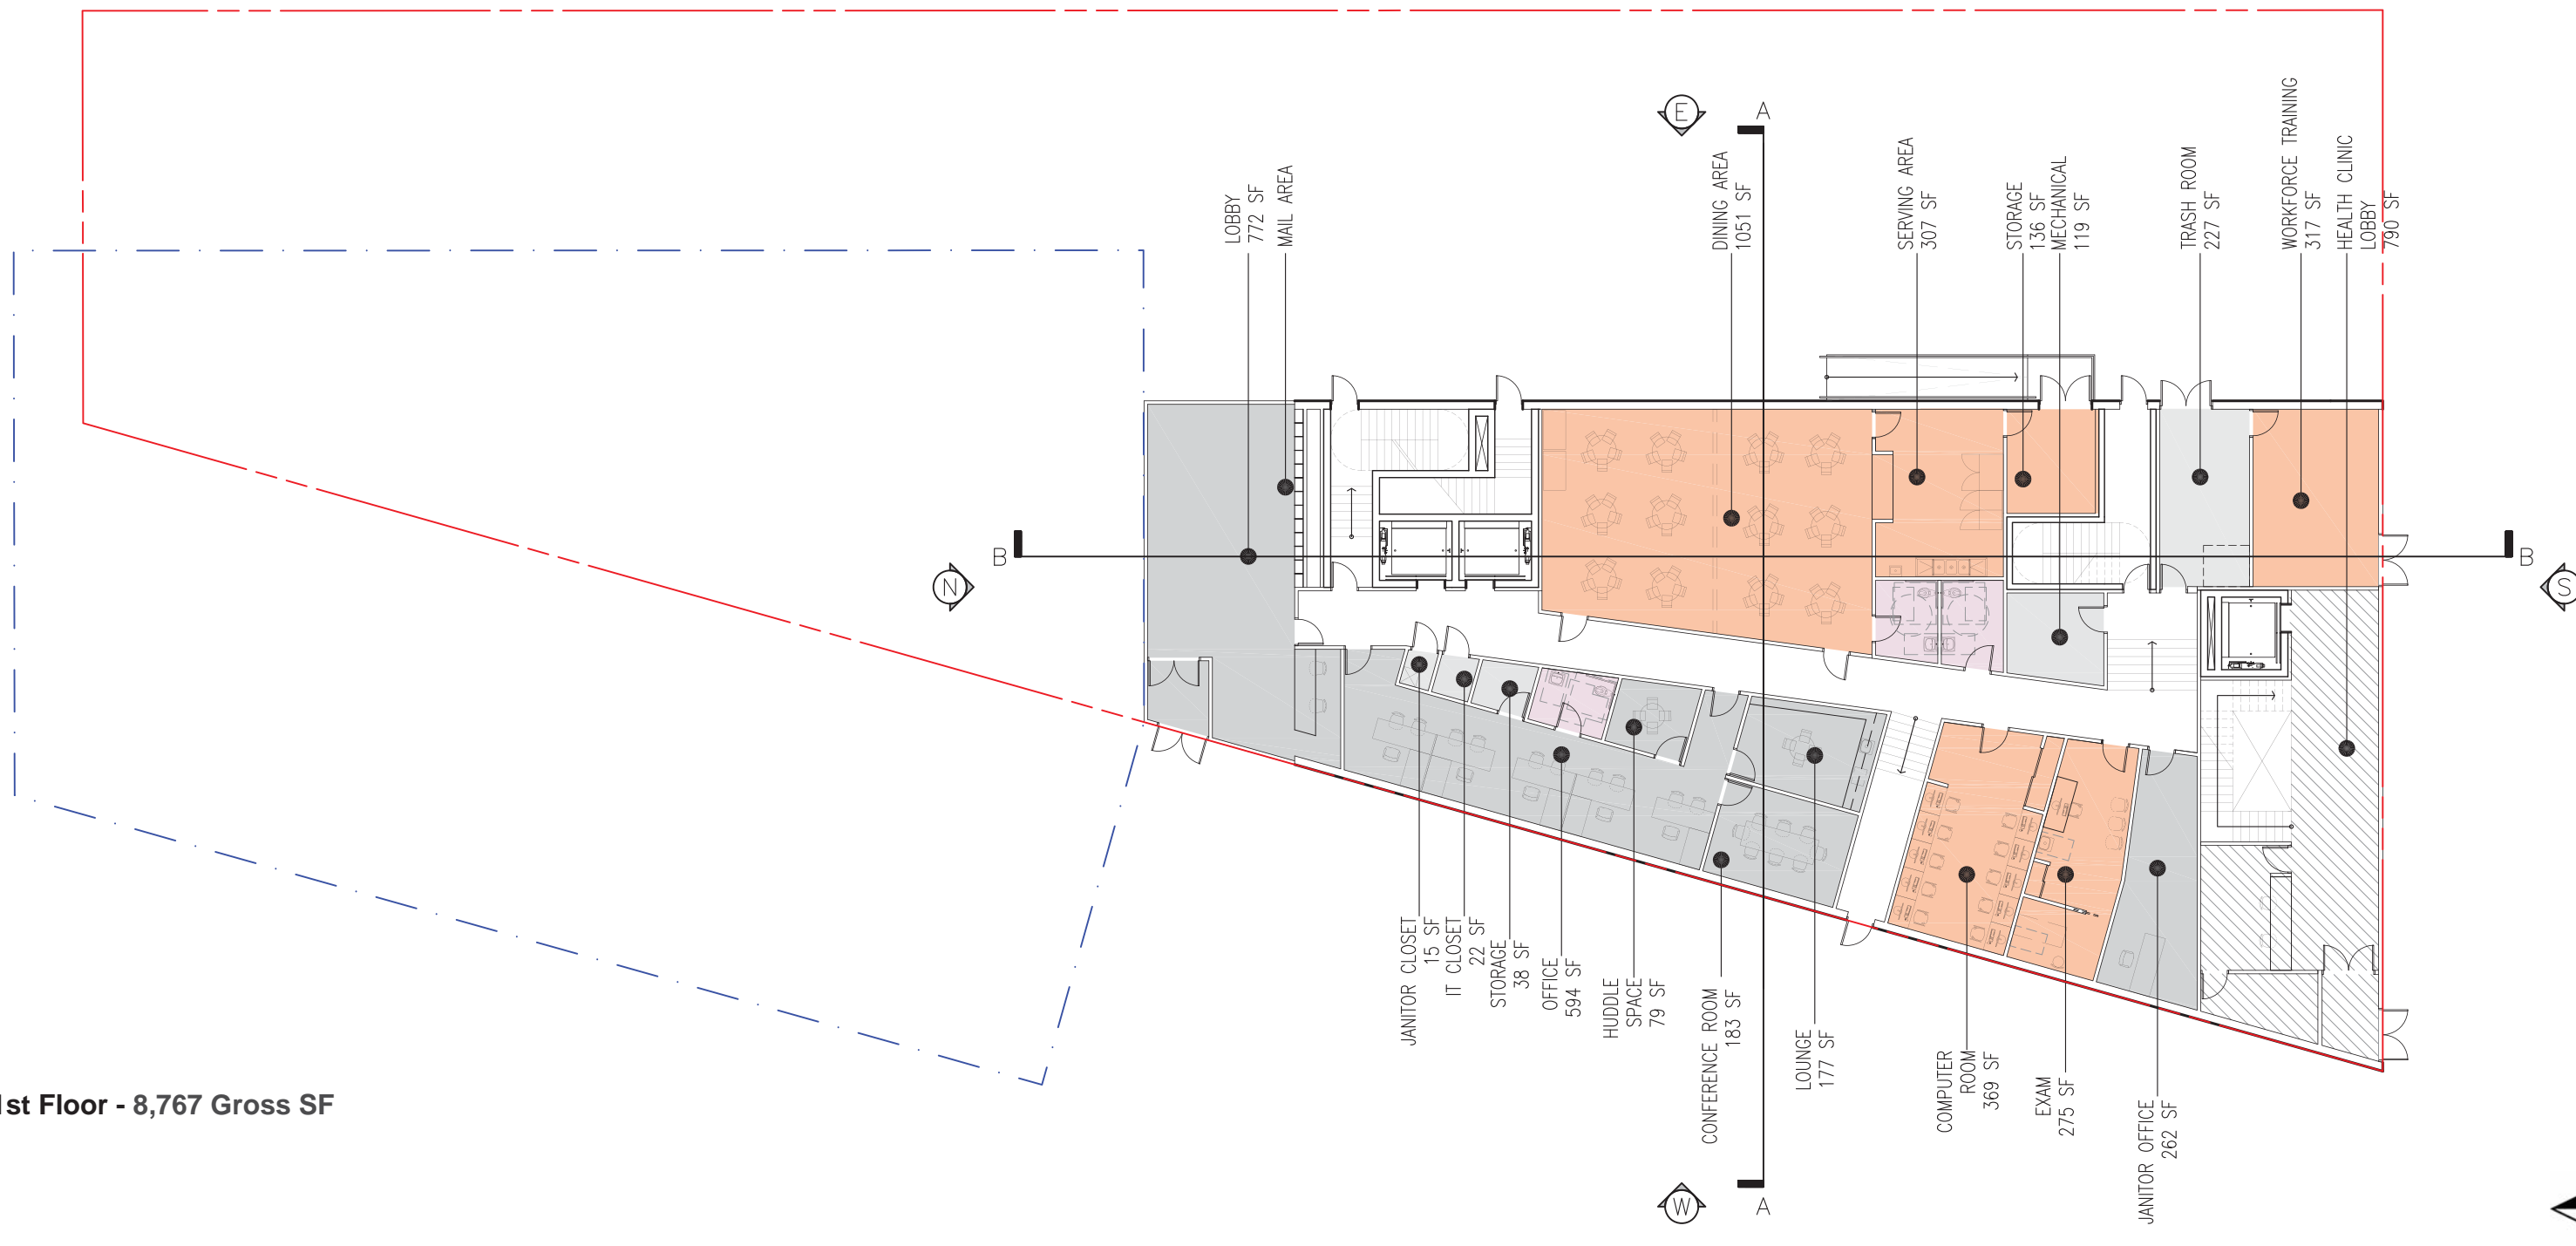 E
A
LOBBY
772 SF
MAIL AREA
DINING AREA
1051 SF
SERVING AREA
307 SF
STORAGE
136 SF
MECHANICAL
119 SF
TRASH ROOM
227 SF
WORKFORCE TRAINING
317 SF
HEALTH CLINIC
LOBBY
790 SF
B
B
N
S
JANITOR CLOSET
15 SF
IT CLOSET
22 SF
STORAGE
38 SF
OFFICE
594 SF
HUDDLE
SPACE
79 SF
CONFERENCE ROOM
183 SF
LOUNGE
177 SF
COMPUTER
ROOM
369 SF
EXAM
275 SF
JANITOR OFFICE
262 SF
1st Floor - 8,767 Gross SF
W
A